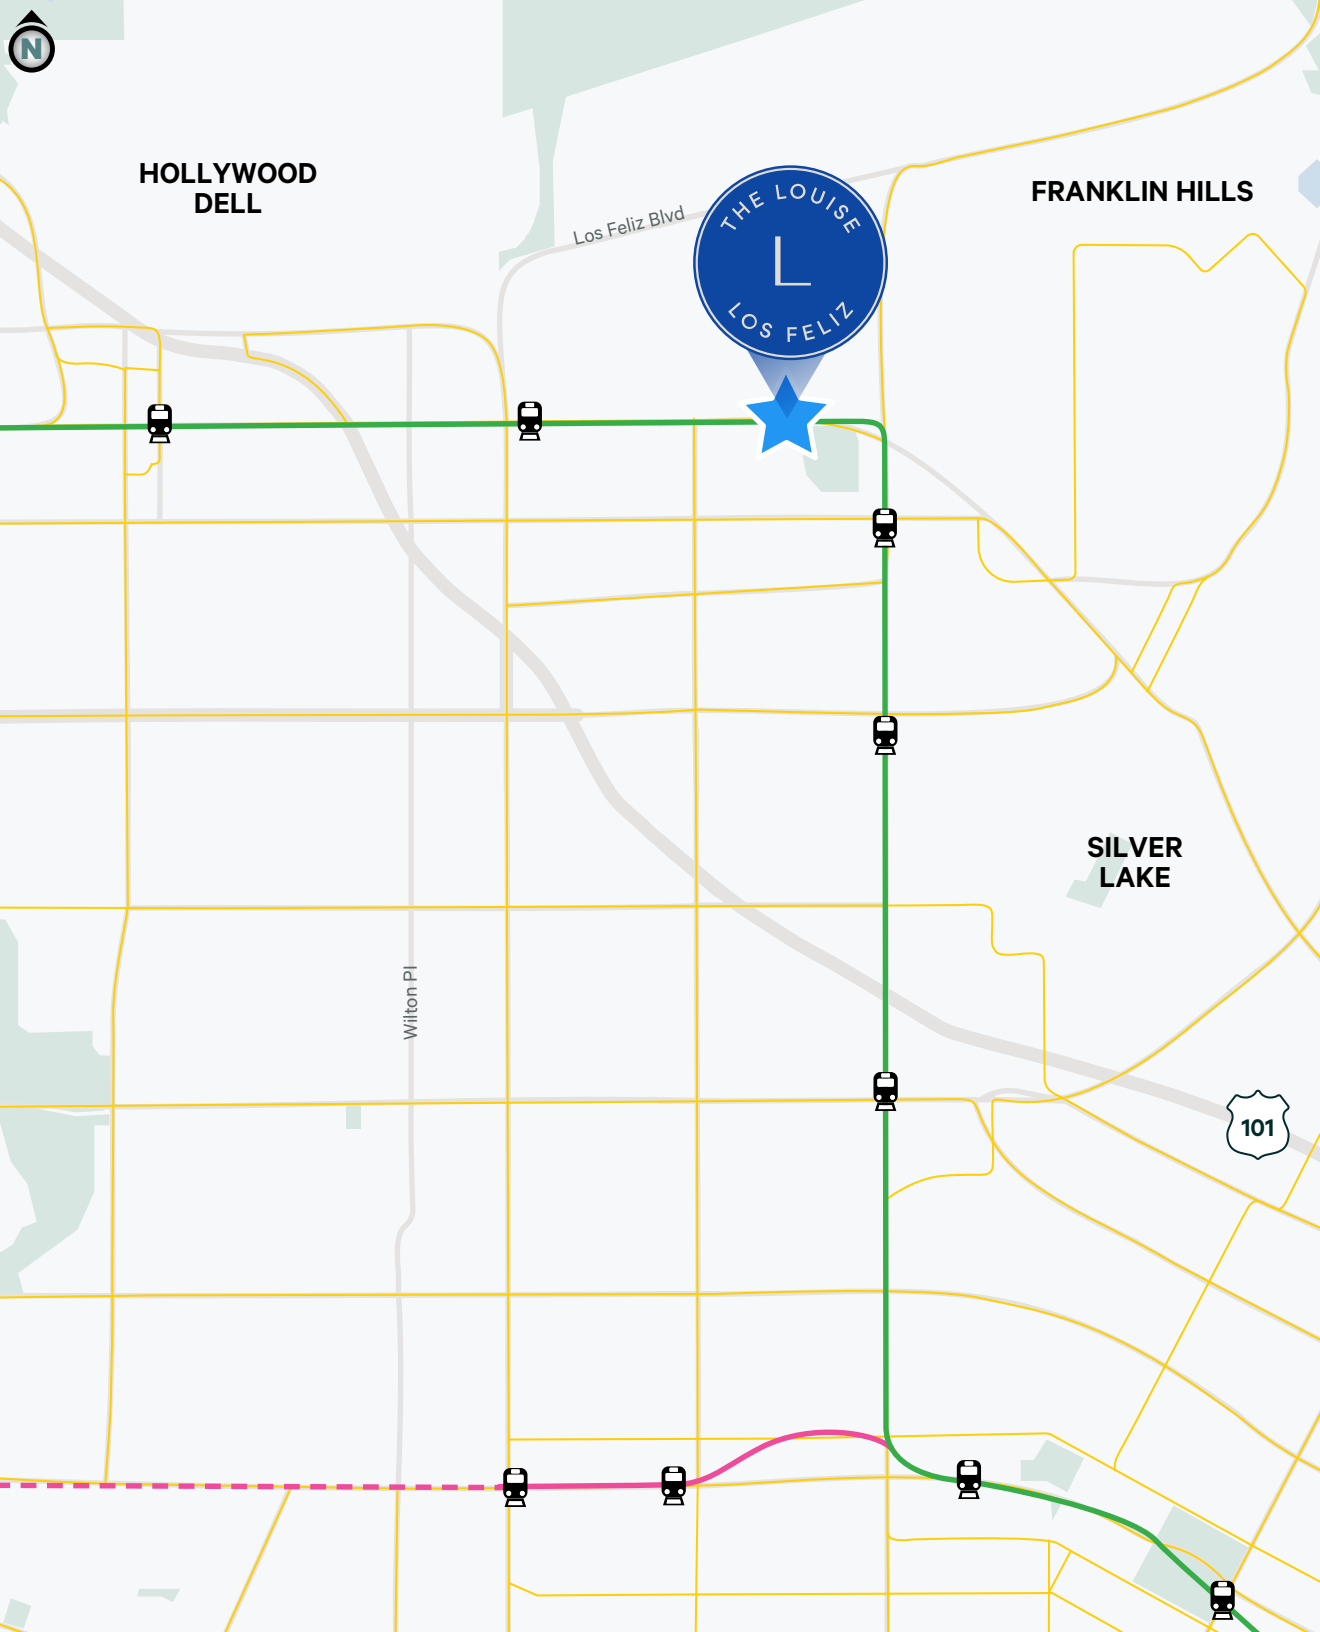 N
HOLLYWOOD
DELL
FRANKLIN HILLS
Los Feliz Blvd
THE LOUISE
L
LOS FELIZ
SILVER
LAKE
Wilton Pl
101